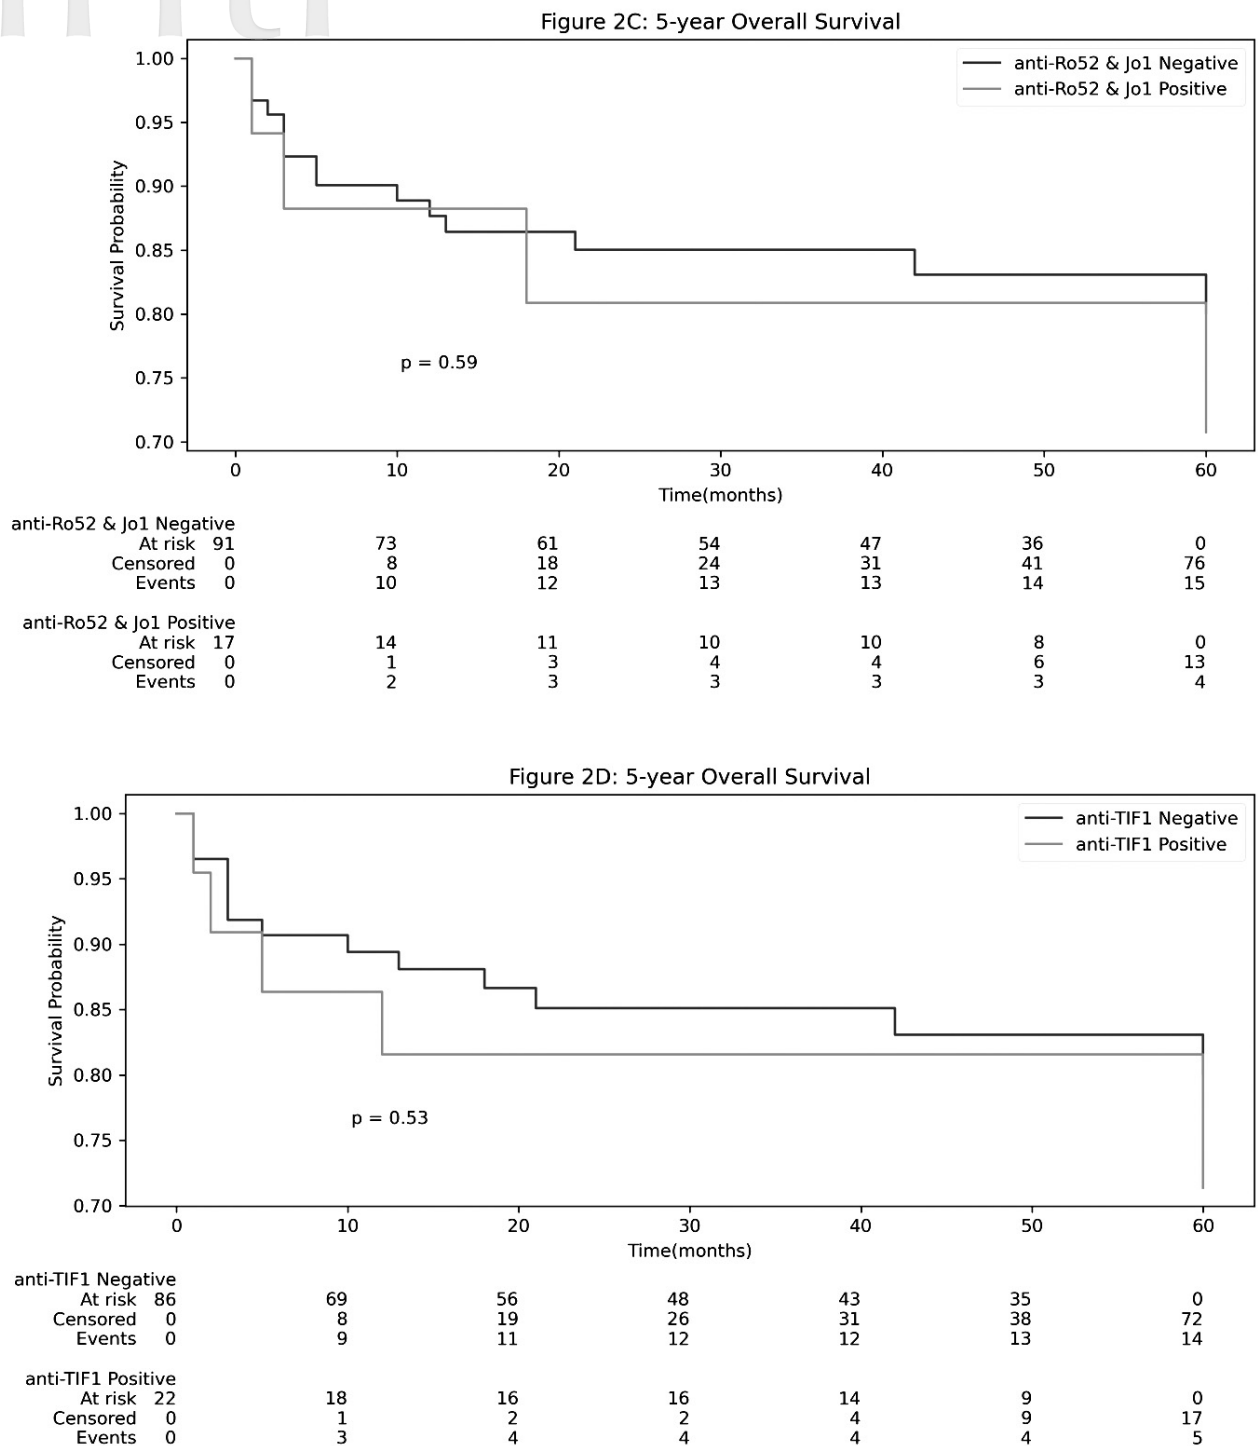 Figure 2C: 5-year Overall Survival
anti-Ro52 & Jo1 Negative
anti-Ro52 & Jo1 Positive
1.00
0.95
0.90
0.85
0.80
0.75
0.70
Survival Probability
p = 0.59
0 10 20 30 40 50 60
Time(months)
anti-Ro52 & Jo1 Negative
At risk 91 73 61 54 47 36 0
Censored 0 8 18 24 31 41 76
Events 0 10 12 13 13 14 15
anti-Ro52 & Jo1 Positive
At risk 17 14 11 10 10 8 0
Censored 0 1 3 4 4 6 13
Events 0 2 3 3 3 3 4
Figure 2D: 5-year Overall Survival
anti-TIF1 Negative
anti-TIF1 Positive
1.00
0.95
0.90
0.85
0.80
0.75
0.70
Survival Probability
p = 0.53
0 10 20 30 40 50 60
Time(months)
anti-TIF1 Negative
At risk 86 69 56 48 43 35 0
Censored 0 8 19 26 31 38 72
Events 0 9 11 12 12 13 14
anti-TIF1 Positive
At risk 22 18 16 16 14 9 0
Censored 0 1 2 2 4 9 17
Events 0 3 4 4 4 4 5